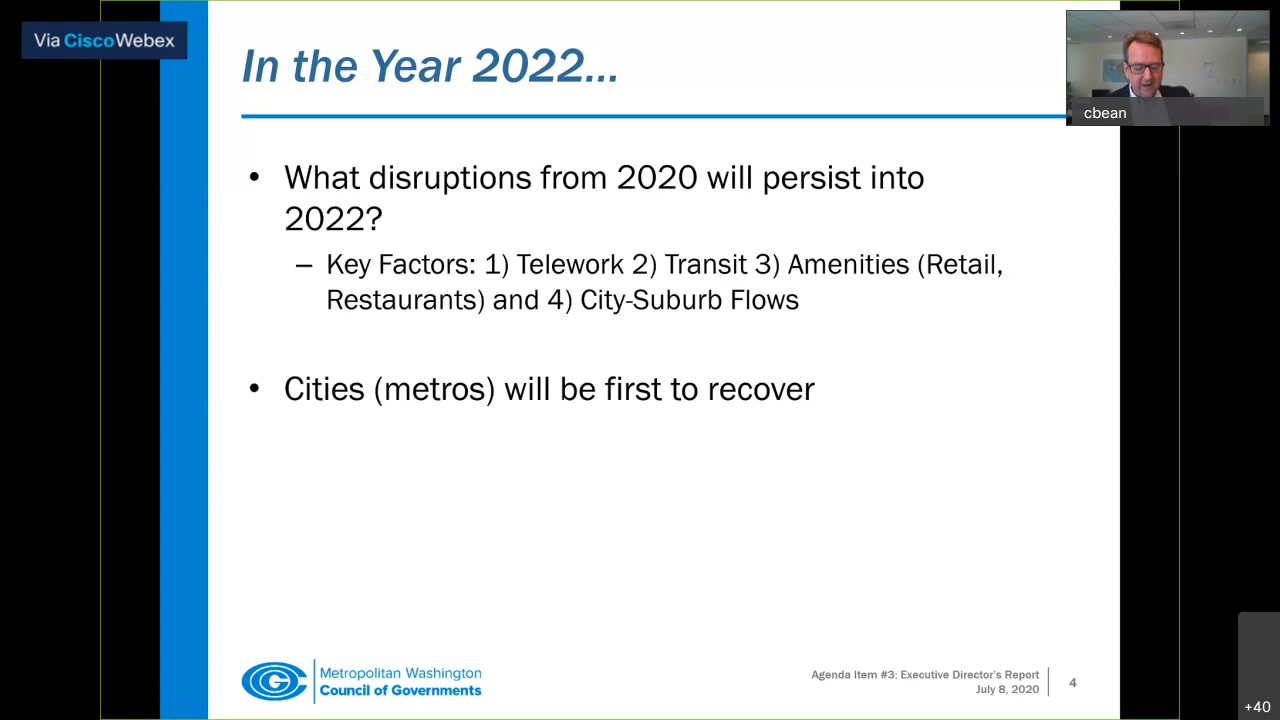 Via CiscoWebex
In the Year 2022...
cbean
• What disruptions from 2020 will persist into
2022?
– Key Factors: 1) Telework 2) Transit 3) Amenities (Retail,
Restaurants) and 4) City-Suburb Flows
• Cities (metros) will be first to recover
Metropolitan Washington
Council of Governments
Agenda Item #3: Executive Director's Report
July 8, 2020
4
+40